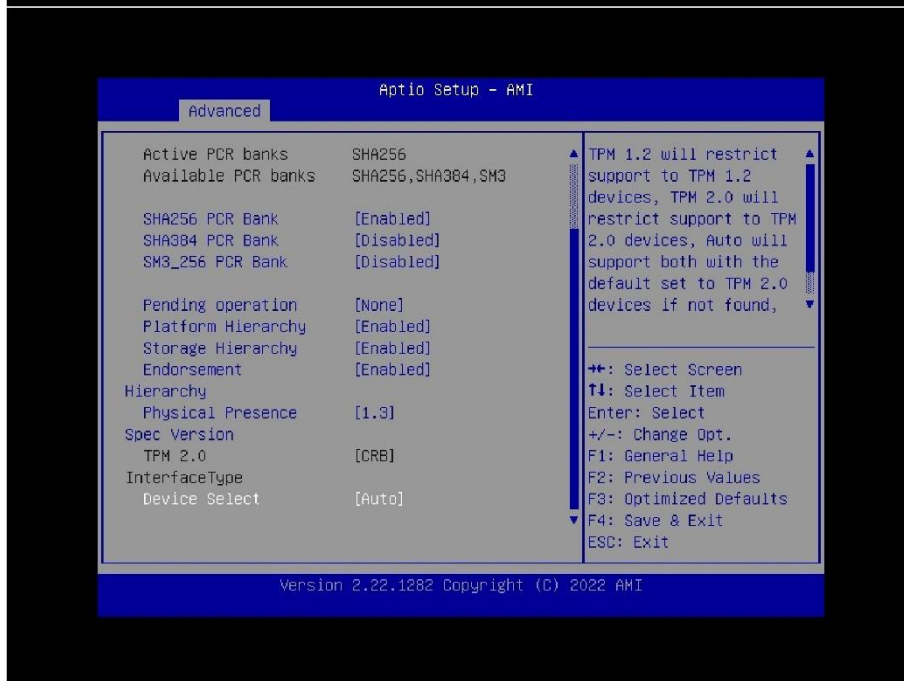 Aptio Setup – AMI
Advanced
Active PCR banks SHA256
Available PCR banks SHA256,SHA384,SM3
SHA256 PCR Bank [Enabled]
SHA384 PCR Bank [Disabled]
SM3_256 PCR Bank [Disabled]
Pending operation [None]
Platform Hierarchy [Enabled]
Storage Hierarchy [Enabled]
Endorsement [Enabled]
Hierarchy
Physical Presence [1.3]
Spec Version
TPM 2.0 [CRB]
InterfaceType
Device Select [Auto]
TPM 1.2 will restrict
support to TPM 1.2
devices, TPM 2.0 will
restrict support to TPM
2.0 devices, Auto will
support both with the
default set to TPM 2.0
devices if not found,
→←: Select Screen
↑↓: Select Item
Enter: Select
+/-: Change Opt.
F1: General Help
F2: Previous Values
F3: Optimized Defaults
F4: Save & Exit
ESC: Exit
Version 2.22.1282 Copyright (C) 2022 AMI